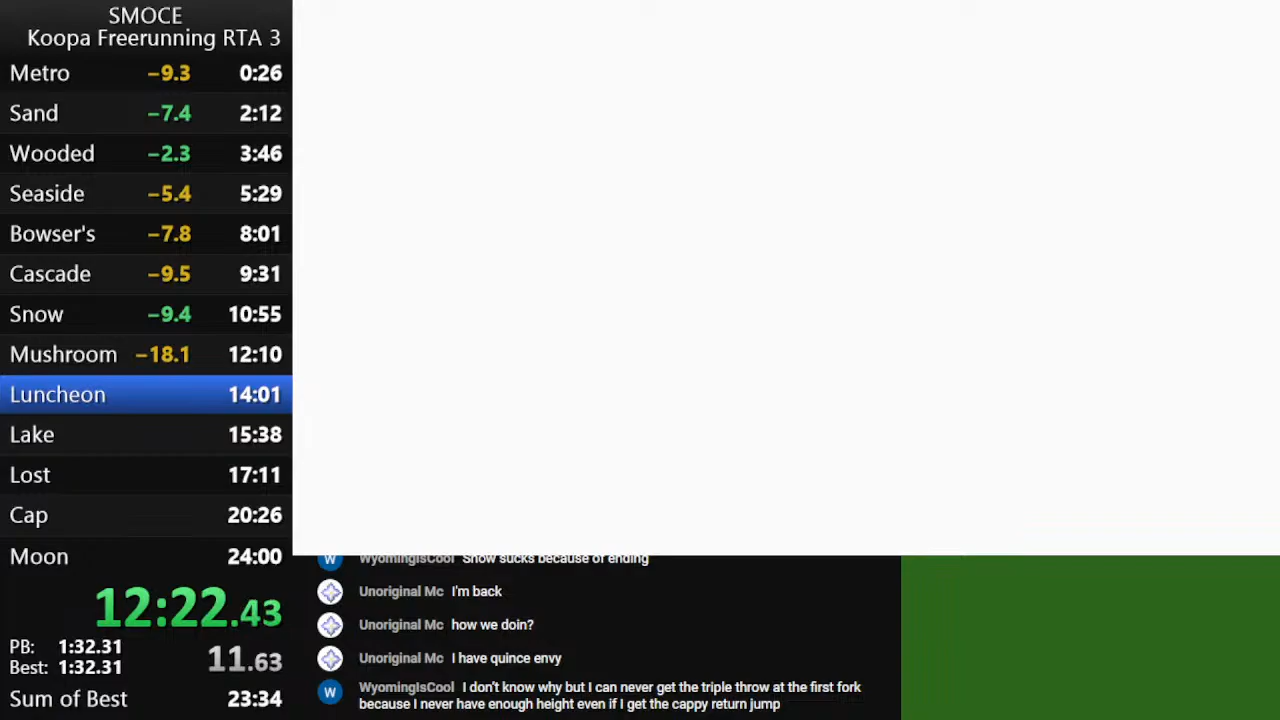 SMOCE
Koopa Freerunning RTA 3
Metro −9.3 0:26
Sand −7.4 2:12
Wooded −2.3 3:46
Seaside −5.4 5:29
Bowser's −7.8 8:01
Cascade −9.5 9:31
Snow −9.4 10:55
Mushroom −18.1 12:10
Luncheon 14:01
Lake 15:38
Lost 17:11
Cap 20:26
Moon 24:00
12:22.43
PB: 1:32.31
Best: 1:32.31
11.63
Sum of Best 23:34
W WyomingIsCool Snow sucks because of ending
Unoriginal Mc I'm back
Unoriginal Mc how we doin?
Unoriginal Mc I have quince envy
W WyomingIsCool I don't know why but I can never get the triple throw at the first fork
because I never have enough height even if I get the cappy return jump